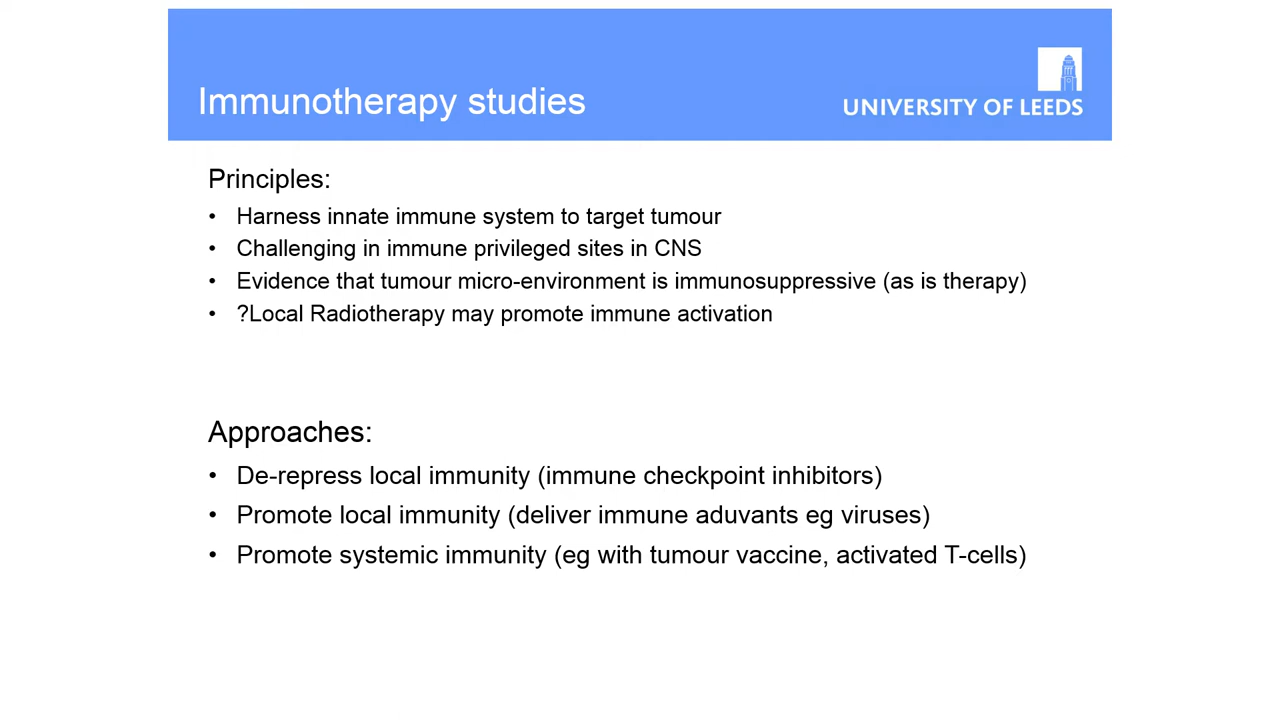 Immunotherapy studies
UNIVERSITY OF LEEDS
Principles:
• Harness innate immune system to target tumour
• Challenging in immune privileged sites in CNS
• Evidence that tumour micro-environment is immunosuppressive (as is therapy)
• ?Local Radiotherapy may promote immune activation
Approaches:
• De-repress local immunity (immune checkpoint inhibitors)
• Promote local immunity (deliver immune aduvants eg viruses)
• Promote systemic immunity (eg with tumour vaccine, activated T-cells)